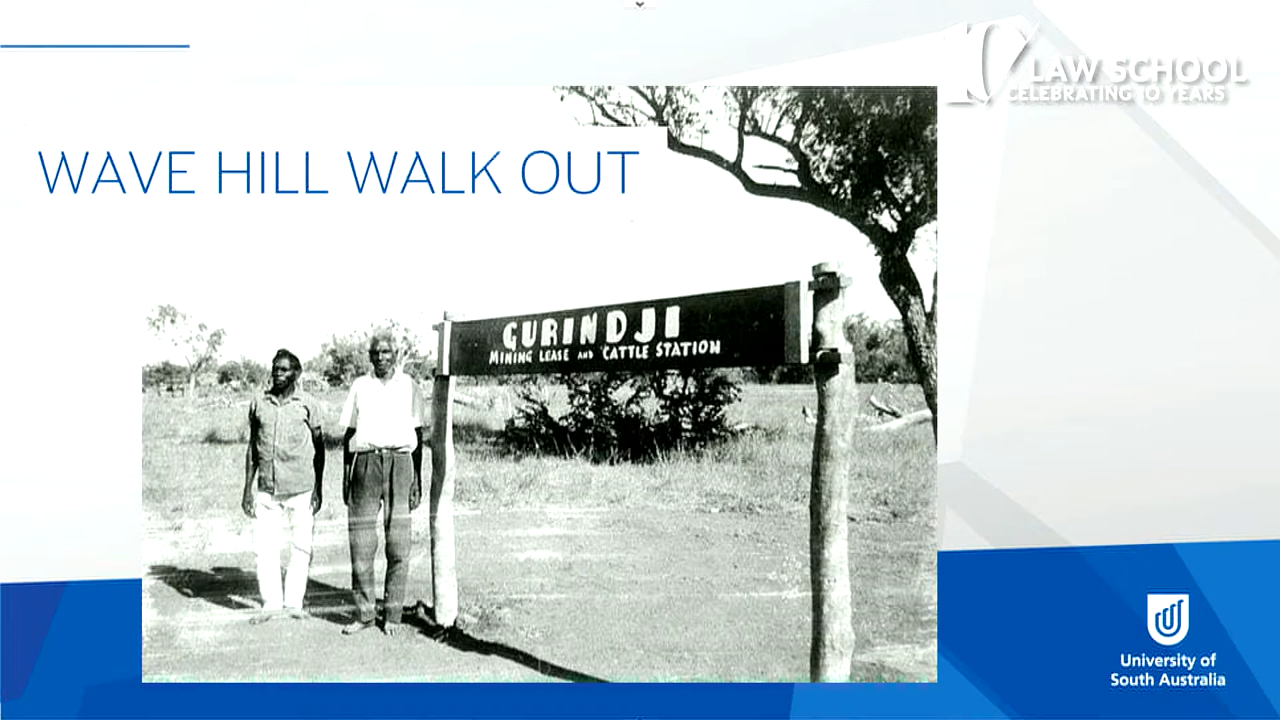 10 LAW SCHOOL
CELEBRATING 10 YEARS
WAVE HILL WALK OUT
GURINDJI
MINING LEASE AND CATTLE STATION
University of
South Australia